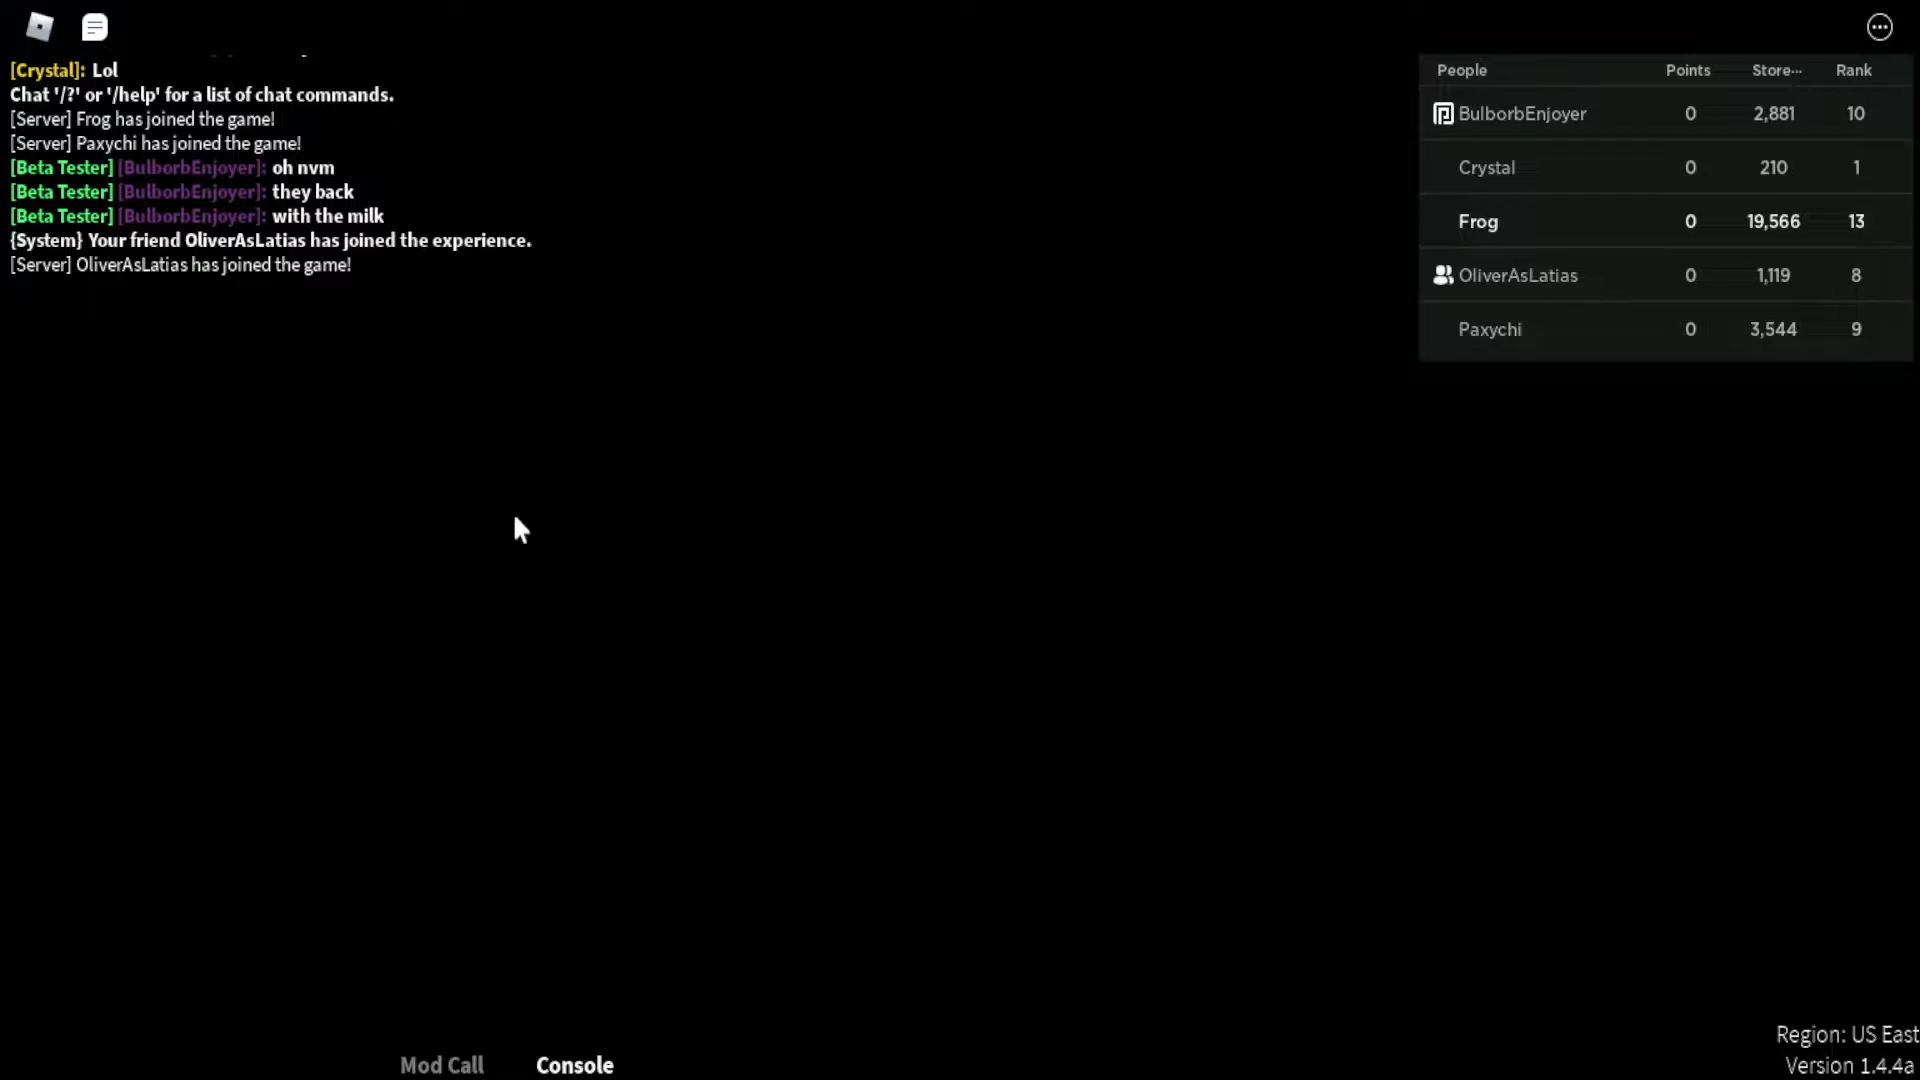 [Crystal]: Lol
Chat '/?' or '/help' for a list of chat commands.
[Server] Frog has joined the game!
[Server] Paxychi has joined the game!
[Beta Tester] [BulborbEnjoyer]: oh nvm
[Beta Tester] [BulborbEnjoyer]: they back
[Beta Tester] [BulborbEnjoyer]: with the milk
{System} Your friend OliverAsLatias has joined the experience.
[Server] OliverAsLatias has joined the game!
People Points Store··· Rank
BulborbEnjoyer 0 2,881 10
Crystal 0 210 1
Frog 0 19,566 13
OliverAsLatias 0 1,119 8
Paxychi 0 3,544 9
Mod Call Console
Region: US East
Version 1.4.4a